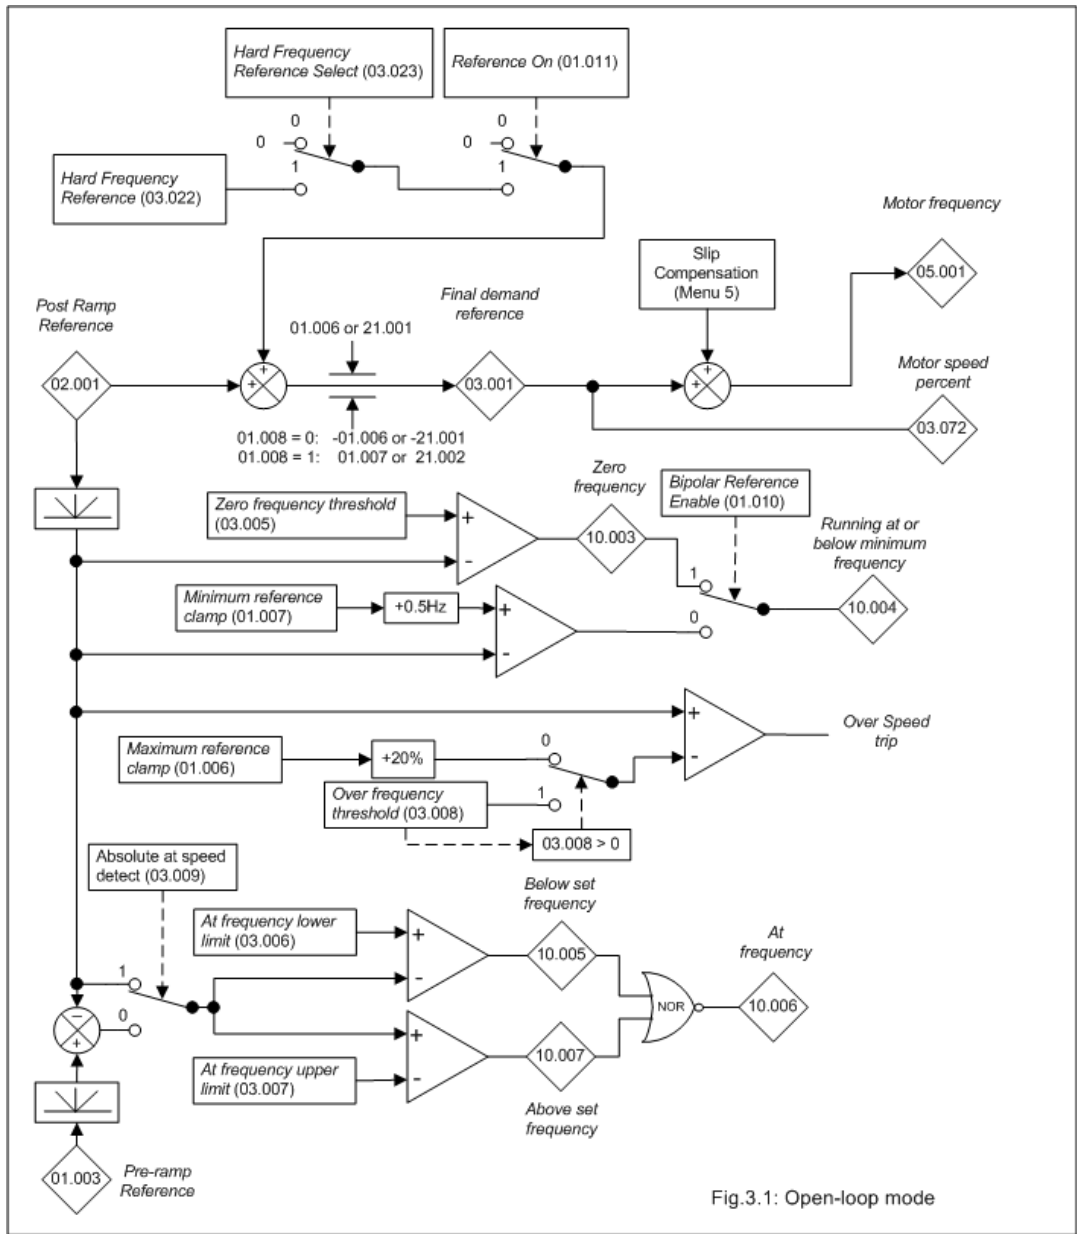 Hard Frequency
Reference Select (03.023)
Reference On (01.011)
0
0
0
0
1
1
Hard Frequency
Reference (03.022)
Motor frequency
05.001
Slip
Compensation
(Menu 5)
Post Ramp
Reference
Final demand
reference
01.006 or 21.001
Motor speed
percent
02.001
+
+
03.001
+
+
03.072
01.008 = 0: -01.006 or -21.001
01.008 = 1: 01.007 or 21.002
Zero
frequency
Bipolar Reference
Enable (01.010)
Zero frequency threshold
(03.005)
+
-
10.003
Running at or
below minimum
frequency
1
0
10.004
Minimum reference
clamp (01.007)
+0.5Hz
+
-
+
-
Over Speed
trip
Maximum reference
clamp (01.006)
+20%
0
Over frequency
threshold (03.008)
1
03.008 > 0
Absolute at speed
detect (03.009)
Below set
frequency
At frequency lower
limit (03.006)
+
-
10.005
At
frequency
1
0
−
+
NOR
10.006
+
-
10.007
At frequency upper
limit (03.007)
Above set
frequency
01.003
Pre-ramp
Reference
Fig.3.1: Open-loop mode